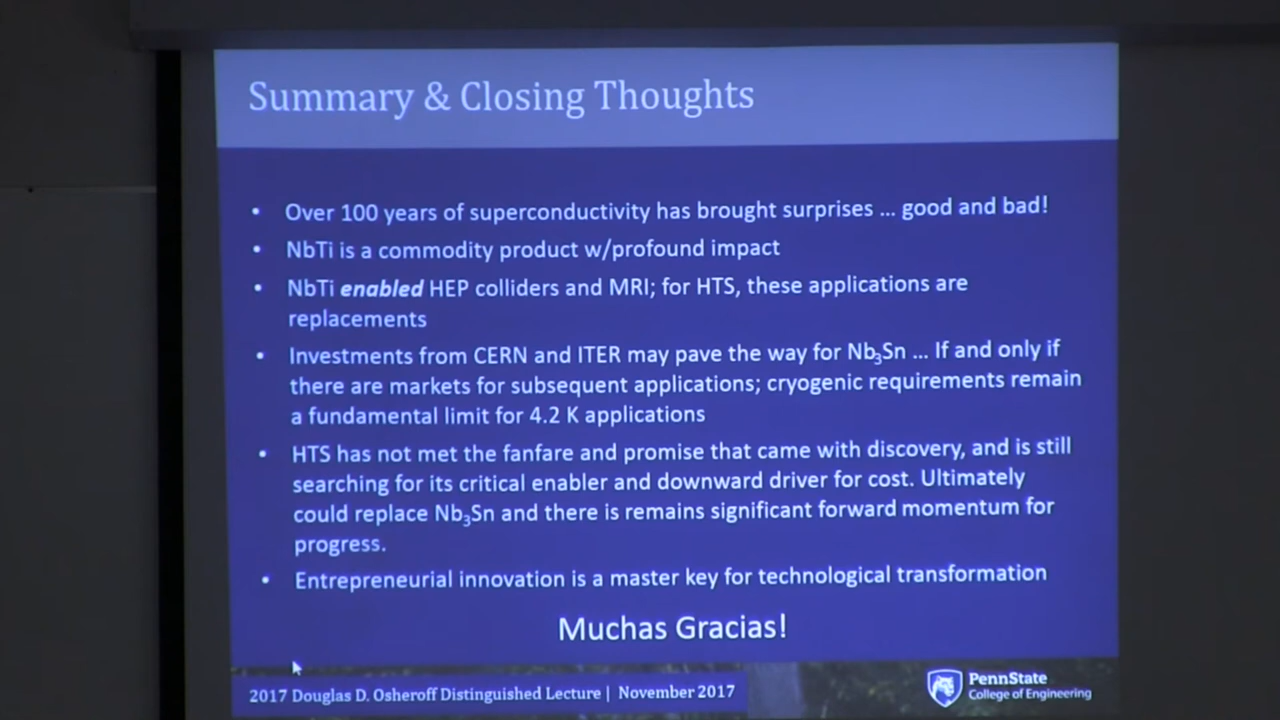 Summary & Closing Thoughts
• Over 100 years of superconductivity has brought surprises ... good and bad!
• NbTi is a commodity product w/profound impact
• NbTi enabled HEP colliders and MRI; for HTS, these applications are
replacements
• Investments from CERN and ITER may pave the way for Nb₃Sn ... If and only if
there are markets for subsequent applications; cryogenic requirements remain
a fundamental limit for 4.2 K applications
• HTS has not met the fanfare and promise that came with discovery, and is still
searching for its critical enabler and downward driver for cost. Ultimately
could replace Nb₃Sn and there is remains significant forward momentum for
progress.
• Entrepreneurial innovation is a master key for technological transformation
Muchas Gracias!
2017 Douglas D. Osheroff Distinguished Lecture | November 2017
PennState
College of Engineering